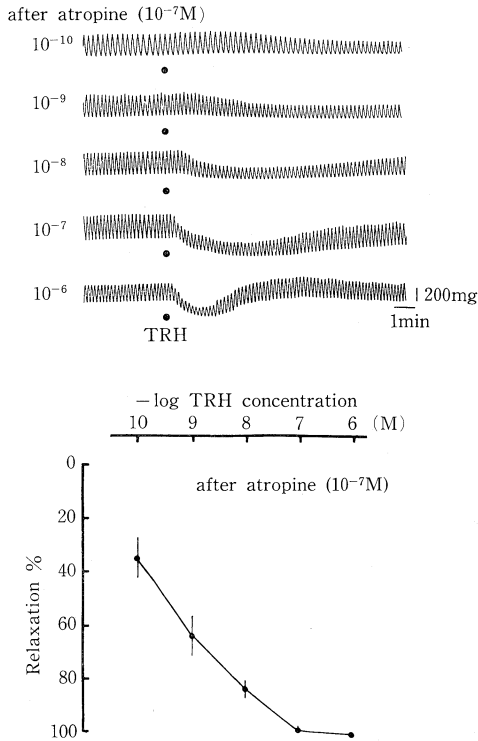 after atropine (10⁻⁷M)
10⁻¹⁰
10⁻⁹
10⁻⁸
10⁻⁷
10⁻⁶
200mg
1min
TRH
−log TRH concentration
10 9 8 7 6 (M)
after atropine (10⁻⁷M)
0
20
40
60
80
100
Relaxation %